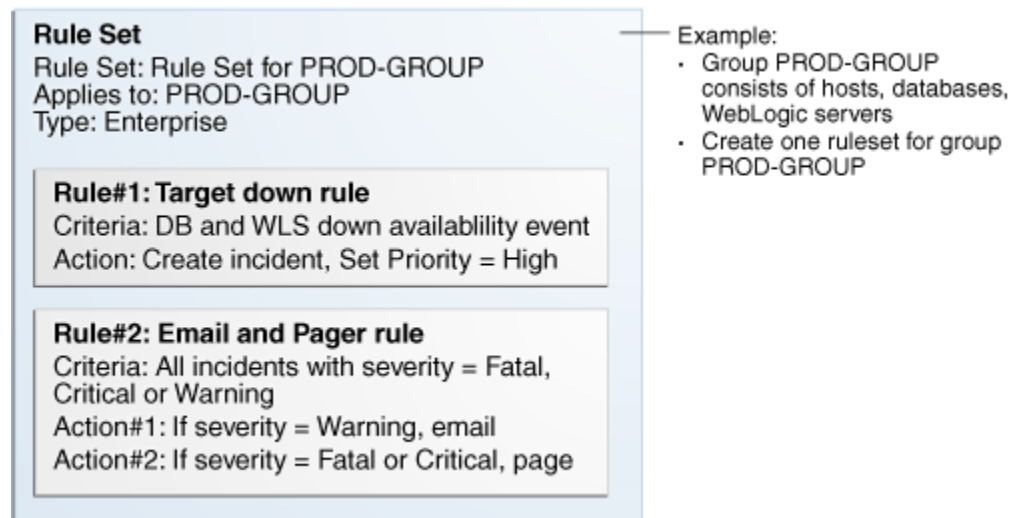 Rule Set
Rule Set: Rule Set for PROD-GROUP
Applies to: PROD-GROUP
Type: Enterprise
Rule#1: Target down rule
Criteria: DB and WLS down availablility event
Action: Create incident, Set Priority = High
Rule#2: Email and Pager rule
Criteria: All incidents with severity = Fatal,
Critical or Warning
Action#1: If severity = Warning, email
Action#2: If severity = Fatal or Critical, page
Example:
· Group PROD-GROUP
consists of hosts, databases,
WebLogic servers
· Create one ruleset for group
PROD-GROUP